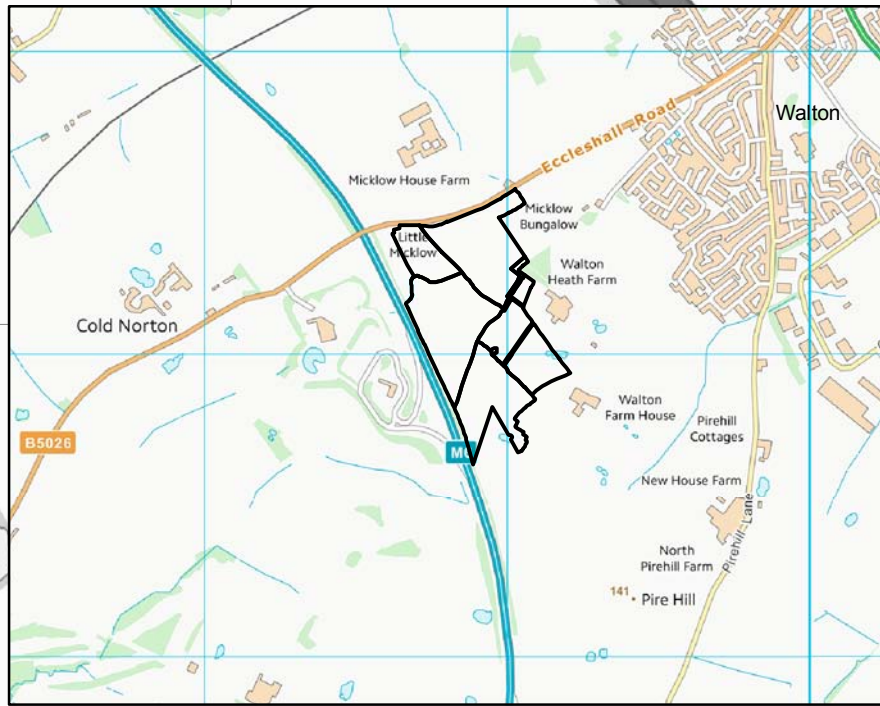 Walton
Eccleshall Road
Micklow House Farm
Micklow
Bungalow
Little
Micklow
Walton
Heath Farm
Cold Norton
Walton
Farm House
Pirehill
Cottages
B5026
M6
New House Farm
North
Pirehill Farm
Pirehill Lane
141
Pire Hill